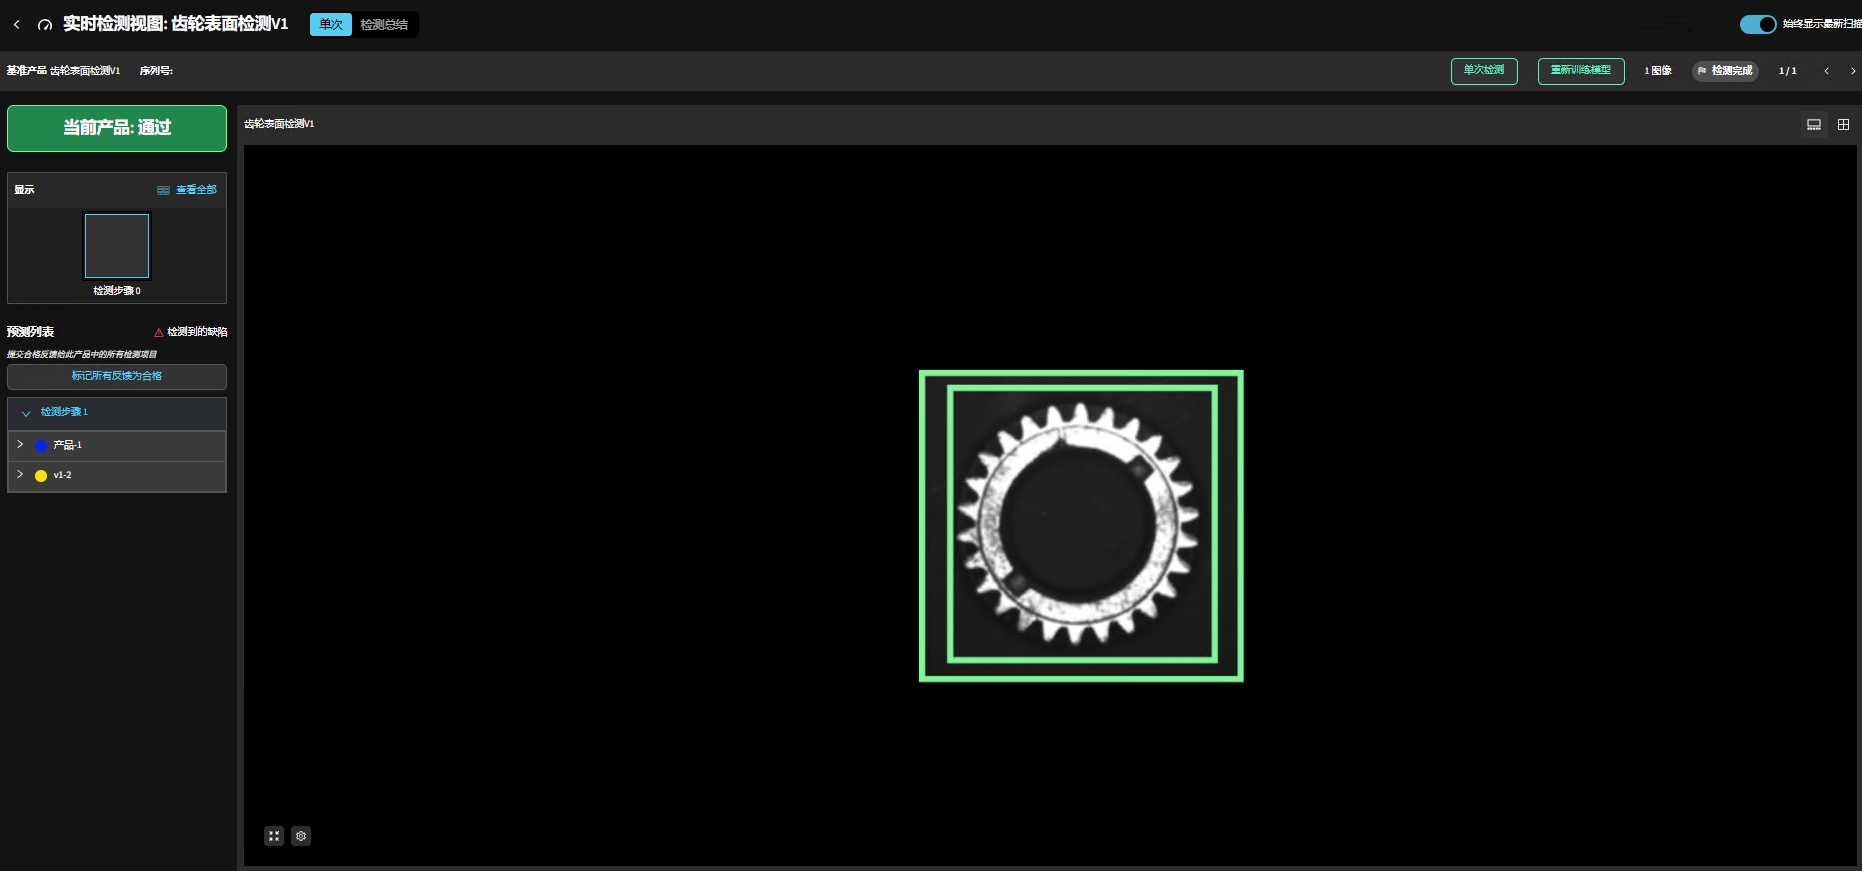 实时检测视图: 齿轮表面检测V1
单次
检测总结
始终显示最新扫描
基准产品 齿轮表面检测V1
序列号:
单次检测
重新训练模型
1 图像
检测完成
1 / 1
当前产品: 通过
齿轮表面检测V1
显示
查看全部
检测步骤 0
预测列表
检测到的缺陷
提交合格反馈给此产品中的所有检测项目
标记所有反馈为合格
检测步骤 1
产品-1
v1-2